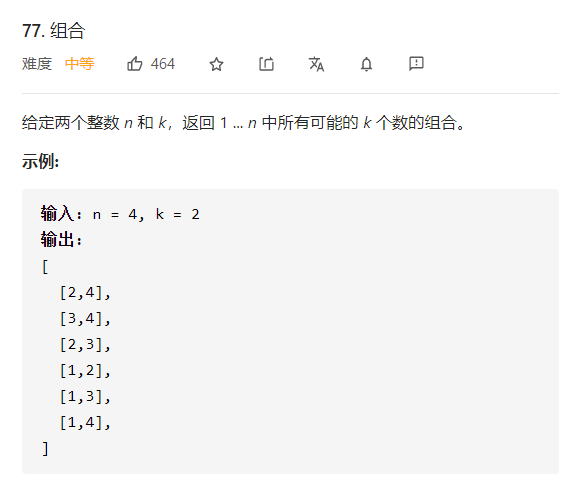 77. 组合
难度 中等 464
给定两个整数 n 和 k，返回 1 ... n 中所有可能的 k 个数的组合。
示例:
输入: n = 4, k = 2
输出:
[
  [2,4],
  [3,4],
  [2,3],
  [1,2],
  [1,3],
  [1,4],
]